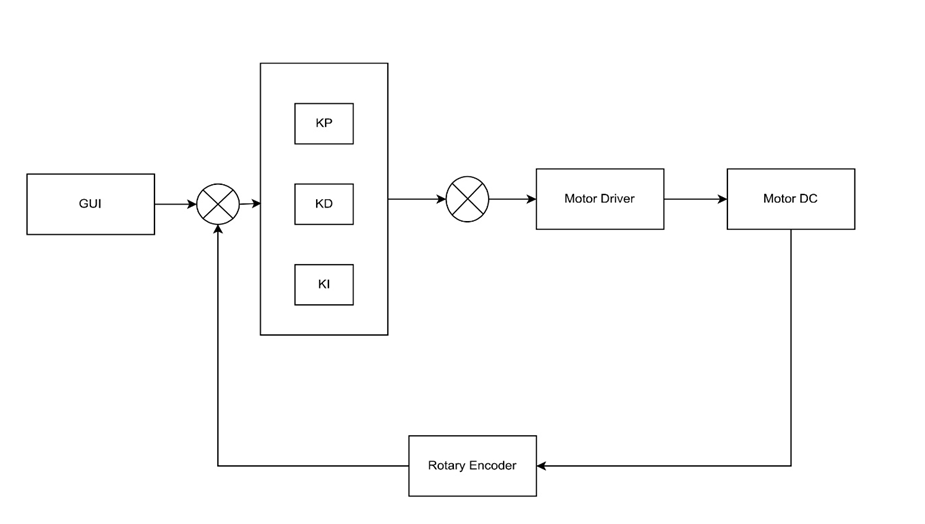 KP
GUI
KD
Motor Driver
Motor DC
KI
Rotary Encoder